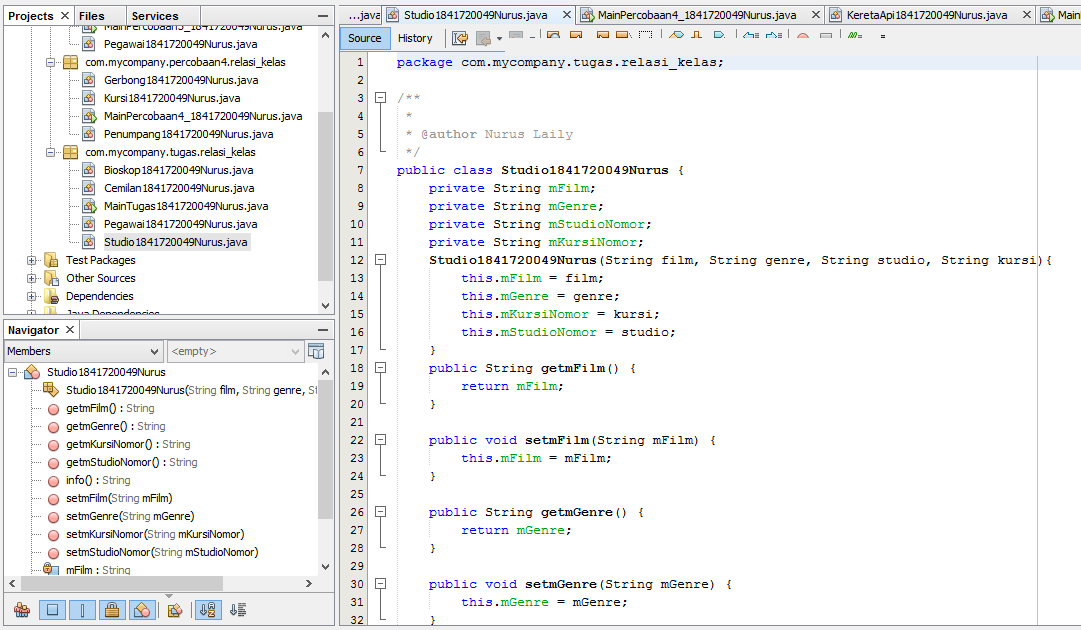 Projects
Files
Services
MainPercobaan3_1841720049Nurus.java
Pegawai1841720049Nurus.java
com.mycompany.percobaan4.relasi_kelas
Gerbong1841720049Nurus.java
Kursi1841720049Nurus.java
MainPercobaan4_1841720049Nurus.java
Penumpang1841720049Nurus.java
com.mycompany.tugas.relasi_kelas
Bioskop1841720049Nurus.java
Cemilan1841720049Nurus.java
MainTugas1841720049Nurus.java
Pegawai1841720049Nurus.java
Studio1841720049Nurus.java
Test Packages
Other Sources
Dependencies
Java Dependencies
Navigator
Members
<empty>
Studio1841720049Nurus
Studio1841720049Nurus(String film, String genre, St
getmFilm() : String
getmGenre() : String
getmKursiNomor() : String
getmStudioNomor() : String
info() : String
setmFilm(String mFilm)
setmGenre(String mGenre)
setmKursiNomor(String mKursiNomor)
setmStudioNomor(String mStudioNomor)
mFilm : String
...java
Studio1841720049Nurus.java
MainPercobaan4_1841720049Nurus.java
KeretaApi1841720049Nurus.java
Main
Source
History
1 package com.mycompany.tugas.relasi_kelas;
2
3 /**
4 *
5 * @author Nurus Laily
6 */
7 public class Studio1841720049Nurus {
8 private String mFilm;
9 private String mGenre;
10 private String mStudioNomor;
11 private String mKursiNomor;
12 Studio1841720049Nurus(String film, String genre, String studio, String kursi){
13 this.mFilm = film;
14 this.mGenre = genre;
15 this.mKursiNomor = kursi;
16 this.mStudioNomor = studio;
17 }
18 public String getmFilm() {
19 return mFilm;
20 }
21
22 public void setmFilm(String mFilm) {
23 this.mFilm = mFilm;
24 }
25
26 public String getmGenre() {
27 return mGenre;
28 }
29
30 public void setmGenre(String mGenre) {
31 this.mGenre = mGenre;
32 }